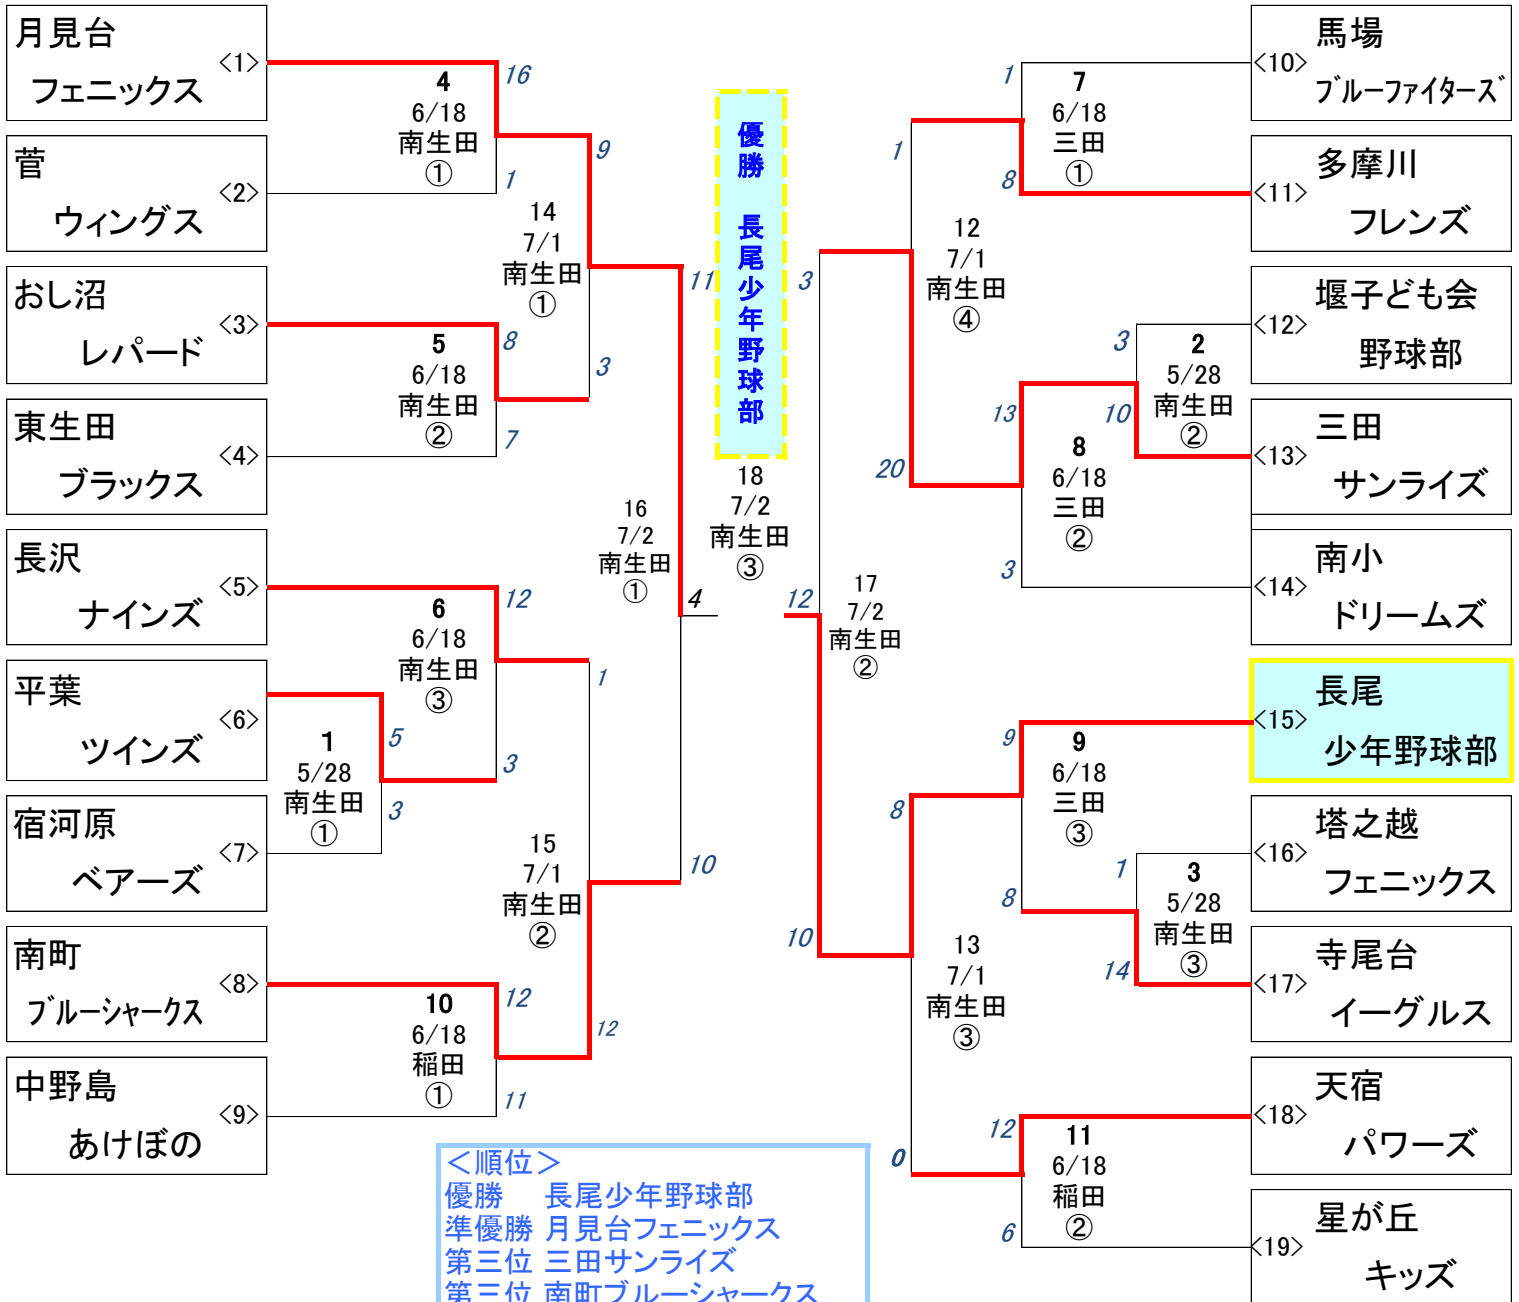 月見台
フェニックス
<1>
菅
ウィングス
<2>
おし沼
レパード
<3>
東生田
ブラックス
<4>
長沢
ナインズ
<5>
平葉
ツインズ
<6>
宿河原
ベアーズ
<7>
南町
ブルーシャークス
<8>
中野島
あけぼの
<9>
4
6/18
南生田
①
16
1
5
6/18
南生田
②
8
7
6
6/18
南生田
③
12
3
1
5/28
南生田
①
5
3
10
6/18
稲田
①
12
11
14
7/1
南生田
①
9
3
15
7/1
南生田
②
1
12
16
7/2
南生田
①
11
10
優勝 長尾少年野球部
18
7/2
南生田
③
4
12
17
7/2
南生田
②
3
10
12
7/1
南生田
④
1
20
13
7/1
南生田
③
8
0
7
6/18
三田
①
1
8
2
5/28
南生田
②
3
10
8
6/18
三田
②
13
3
9
6/18
三田
③
9
8
3
5/28
南生田
③
1
14
11
6/18
稲田
②
12
6
<10>
馬場
ブルーファイターズ
<11>
多摩川
フレンズ
<12>
堰子ども会
野球部
<13>
三田
サンライズ
<14>
南小
ドリームズ
<15>
長尾
少年野球部
<16>
塔之越
フェニックス
<17>
寺尾台
イーグルス
<18>
天宿
パワーズ
<19>
星が丘
キッズ
＜順位＞
優勝 長尾少年野球部
準優勝 月見台フェニックス
第三位 三田サンライズ
第三位 南町ブルーシャークス